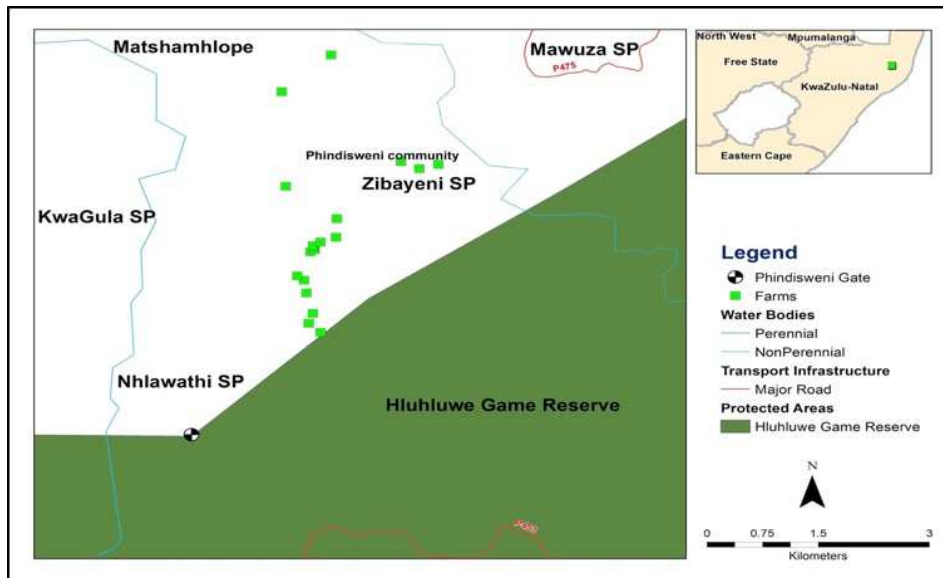 Matshamhlope
Mawuza SP
P475
Phindisweni community
Zibayeni SP
KwaGula SP
Nhlawathi SP
Hluhluwe Game Reserve
North West
Mpumalanga
Free State
KwaZulu-Natal
Eastern Cape
Legend
Phindisweni Gate
Farms
Water Bodies
Perennial
NonPerennial
Transport Infrastructure
Major Road
Protected Areas
Hluhluwe Game Reserve
N
0 0.75 1.5 3
Kilometers